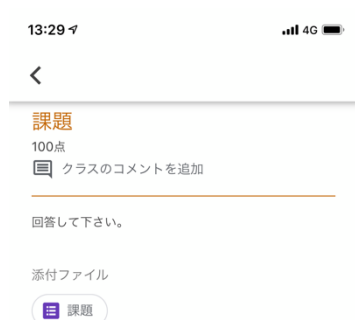 13:29
4G
課題
100点
クラスのコメントを追加
回答して下さい。
添付ファイル
課題